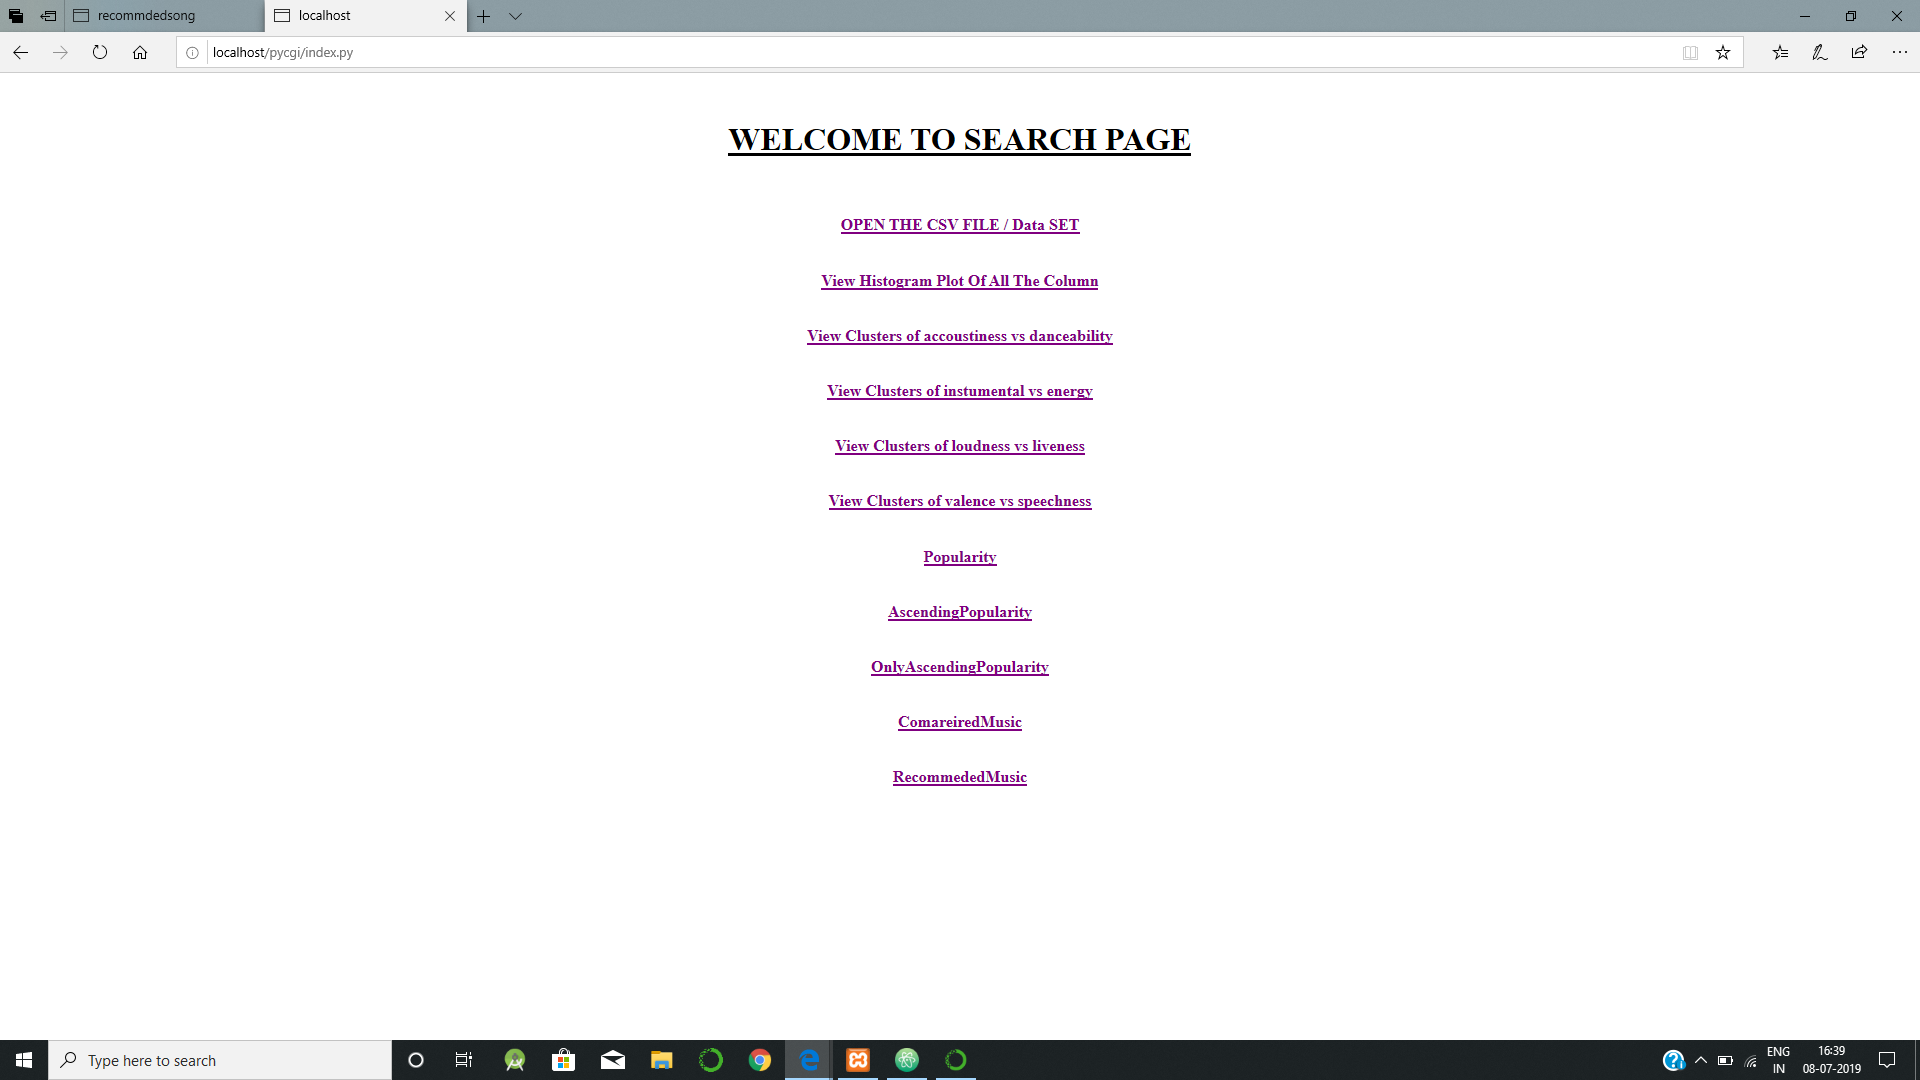 recommdedsong
localhost
localhost/pycgi/index.py
WELCOME TO SEARCH PAGE
OPEN THE CSV FILE / Data SET
View Histogram Plot Of All The Column
View Clusters of accoustiness vs danceability
View Clusters of instumental vs energy
View Clusters of loudness vs liveness
View Clusters of valence vs speechness
Popularity
AscendingPopularity
OnlyAscendingPopularity
ComareiredMusic
RecommededMusic
Type here to search
ENG
IN
16:39
08-07-2019